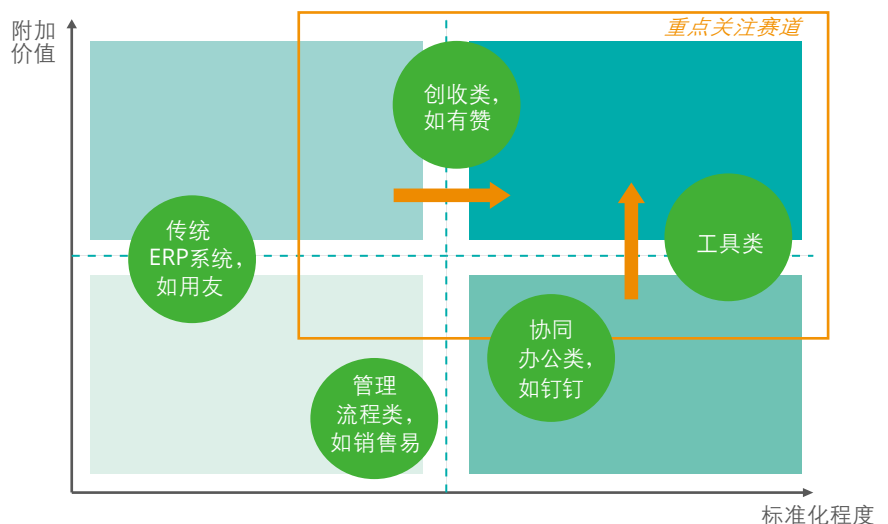 附加
价值
重点关注赛道
创收类，
如有赞
传统
ERP系统，
如用友
工具类
协同
办公类，
如钉钉
管理
流程类，
如销售易
标准化程度